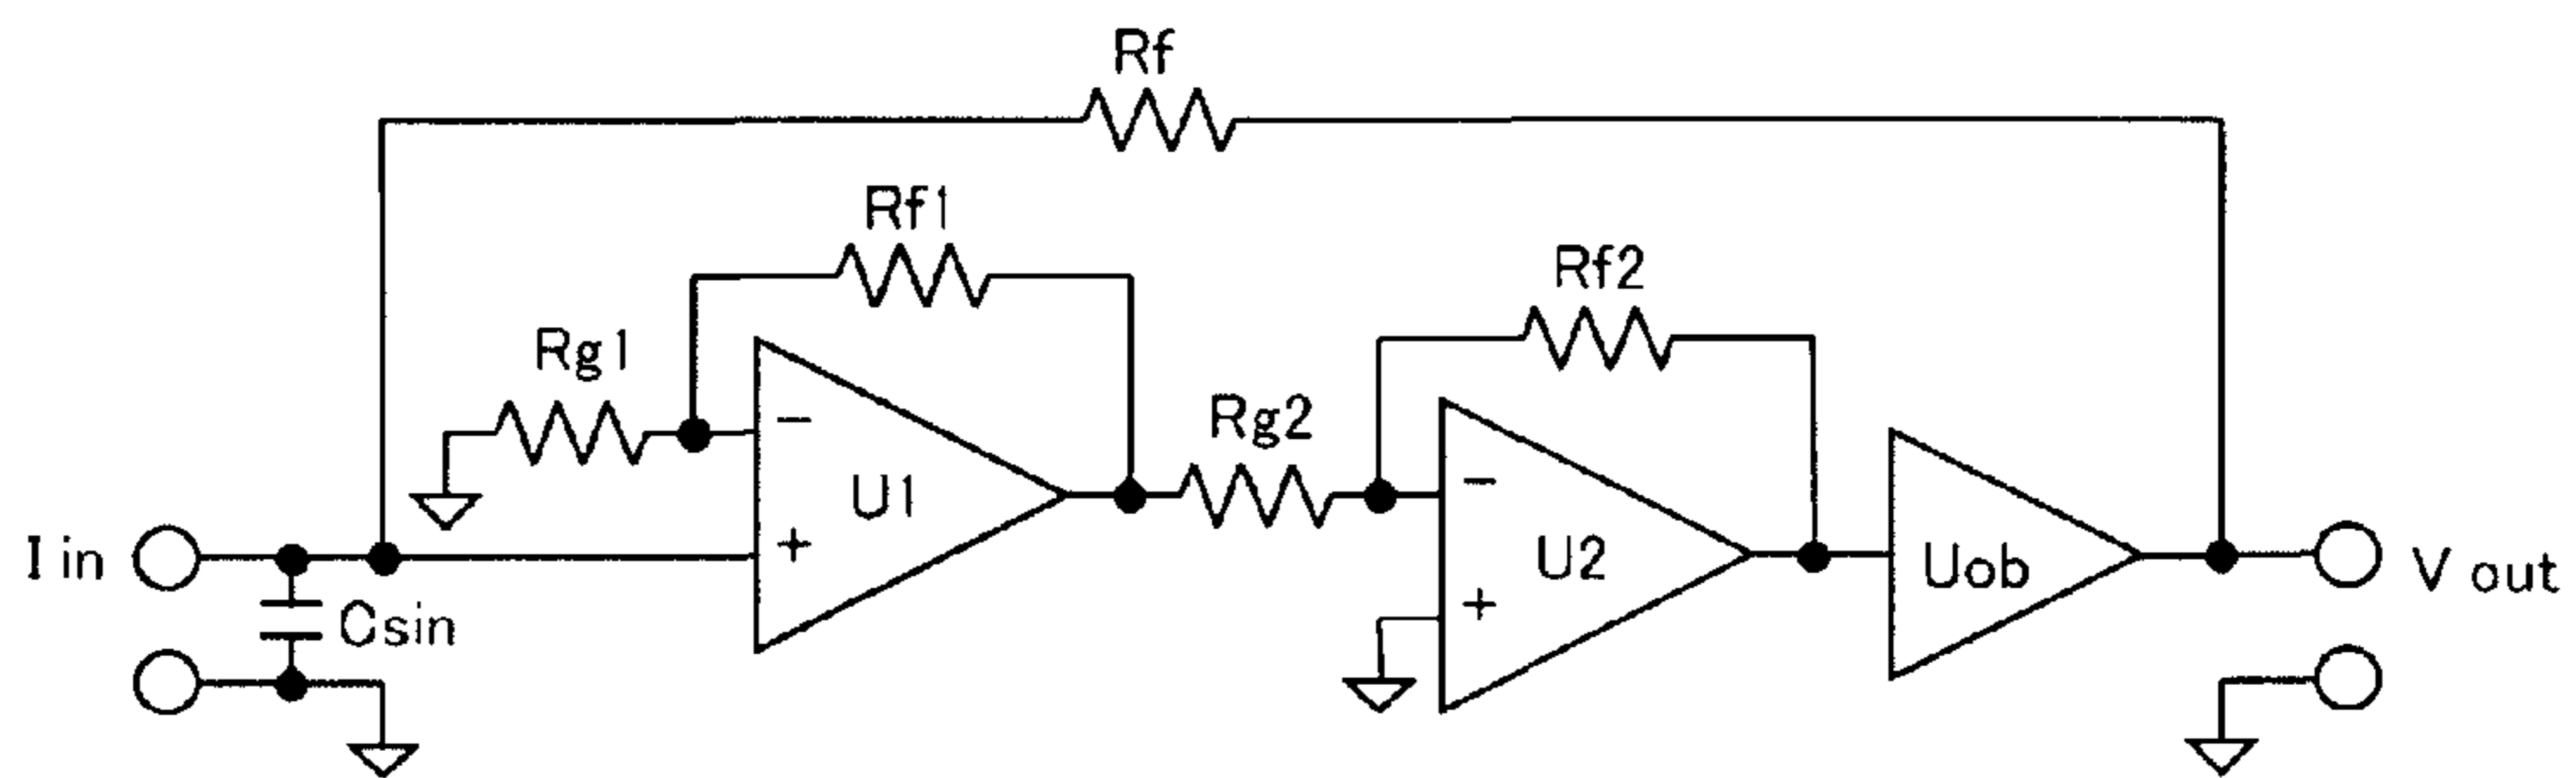 Rf
Rf1
Rf2
Rg1
Rg2
−
U1
+
−
U2
+
Uob
I in
V out
Csin